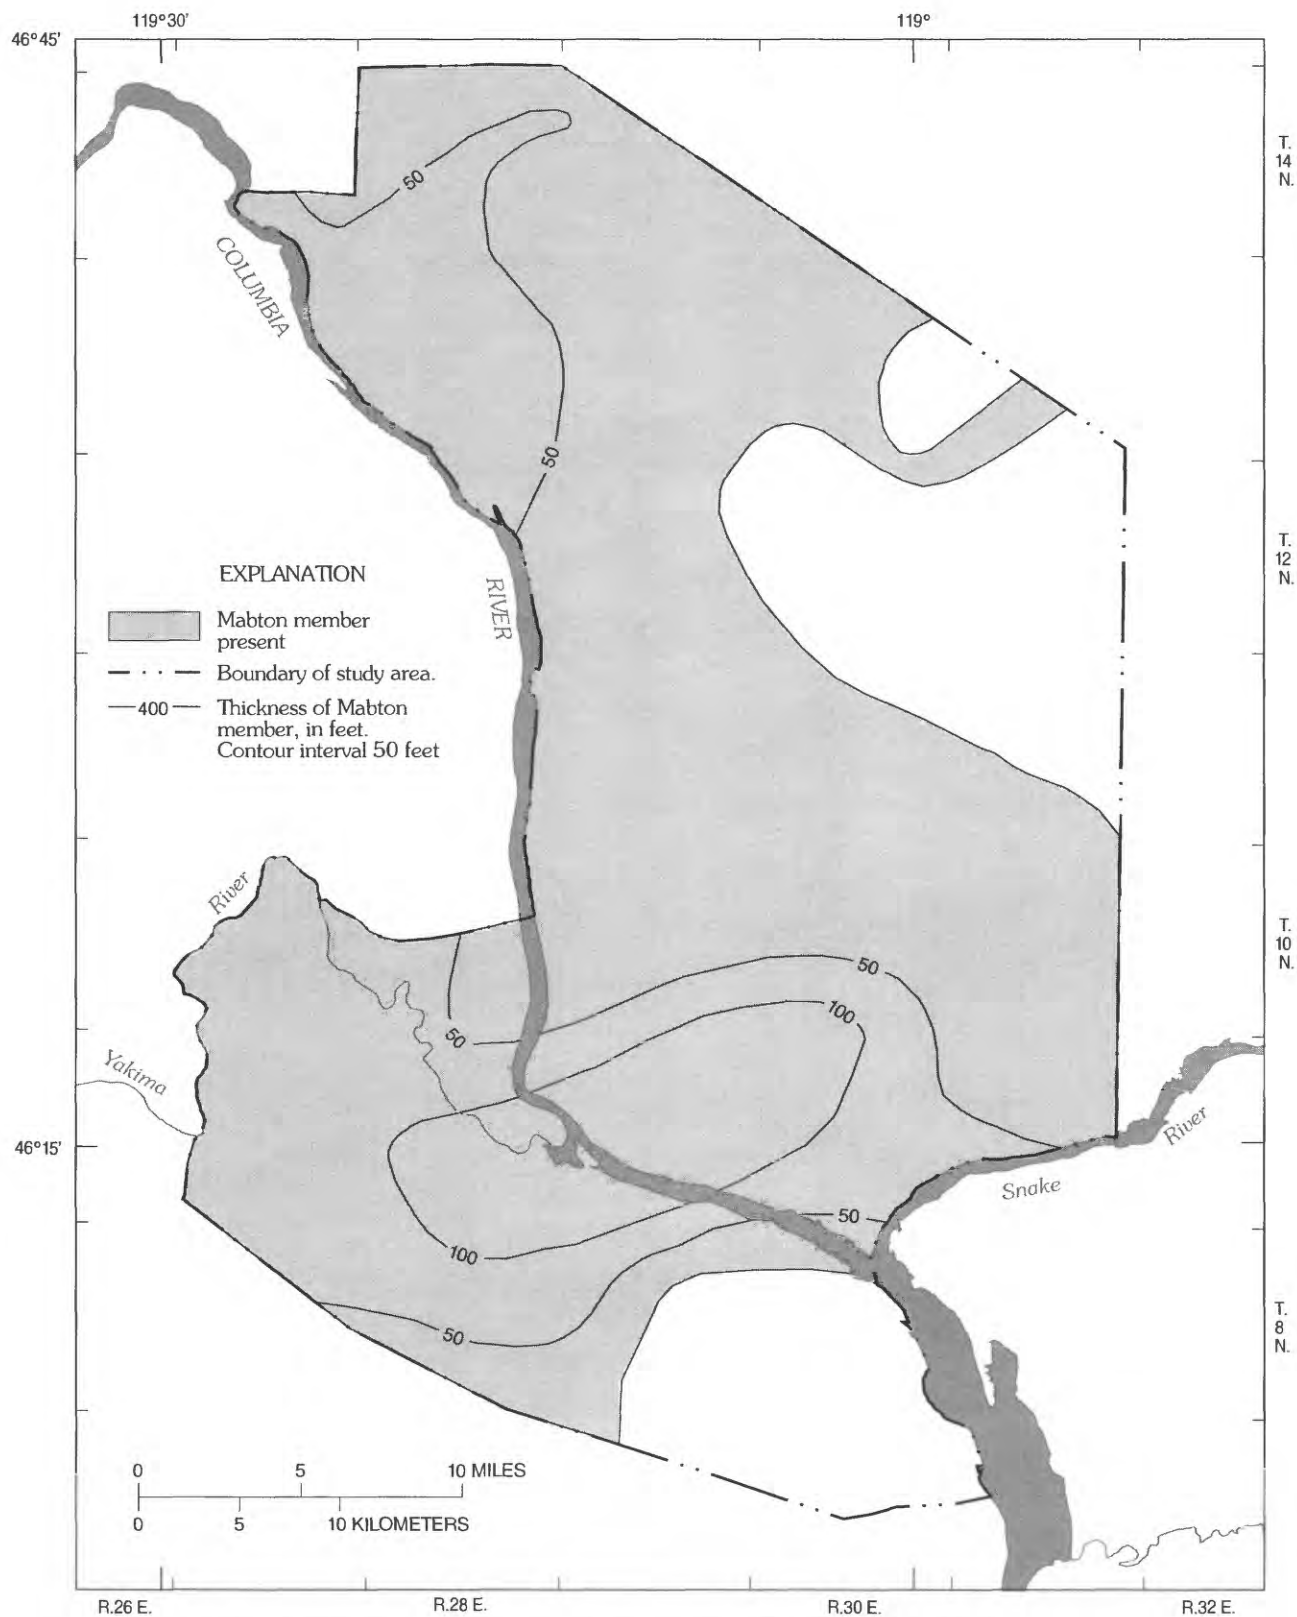 119°30'
119°
46°45'
T.
14
N.
50
COLUMBIA
50
T.
12
N.
EXPLANATION
Mabton member
present
Boundary of study area.
400
Thickness of Mabton
member, in feet.
Contour interval 50 feet
RIVER
River
T.
10
N.
50
100
50
Yakima
46°15'
River
Snake
50
100
50
T.
8
N.
0 5 10 MILES
0 5 10 KILOMETERS
R.26 E. R.28 E. R.30 E. R.32 E.